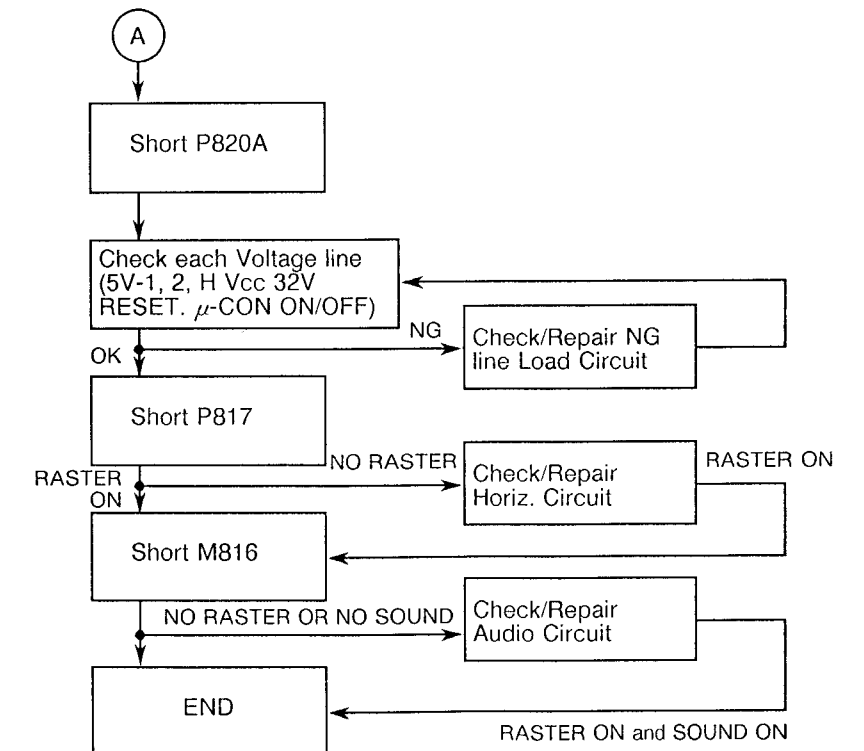 A
Short P820A
Check each Voltage line
(5V-1, 2, H Vcc 32V
RESET. μ-CON ON/OFF)
NG
Check/Repair NG
line Load Circuit
OK
Short P817
NO RASTER
Check/Repair
Horiz. Circuit
RASTER ON
RASTER
ON
Short M816
NO RASTER OR NO SOUND
Check/Repair
Audio Circuit
END
RASTER ON and SOUND ON